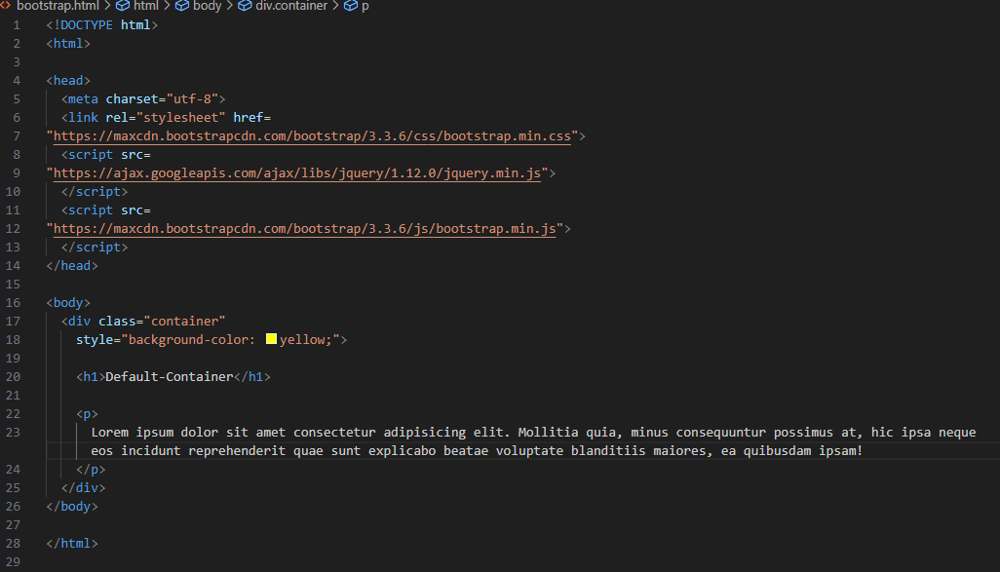 <> bootstrap.html > html > body > div.container > p
1 <!DOCTYPE html>
2 <html>
3
4 <head>
5   <meta charset="utf-8">
6   <link rel="stylesheet" href=
7 "https://maxcdn.bootstrapcdn.com/bootstrap/3.3.6/css/bootstrap.min.css">
8   <script src=
9 "https://ajax.googleapis.com/ajax/libs/jquery/1.12.0/jquery.min.js">
10   </script>
11   <script src=
12 "https://maxcdn.bootstrapcdn.com/bootstrap/3.3.6/js/bootstrap.min.js">
13   </script>
14 </head>
15
16 <body>
17   <div class="container"
18     style="background-color: yellow;">
19
20     <h1>Default-Container</h1>
21
22     <p>
23       Lorem ipsum dolor sit amet consectetur adipisicing elit. Mollitia quia, minus consequuntur possimus at, hic ipsa neque
      eos incidunt reprehenderit quae sunt explicabo beatae voluptate blanditiis maiores, ea quibusdam ipsam!
24     </p>
25   </div>
26 </body>
27
28 </html>
29